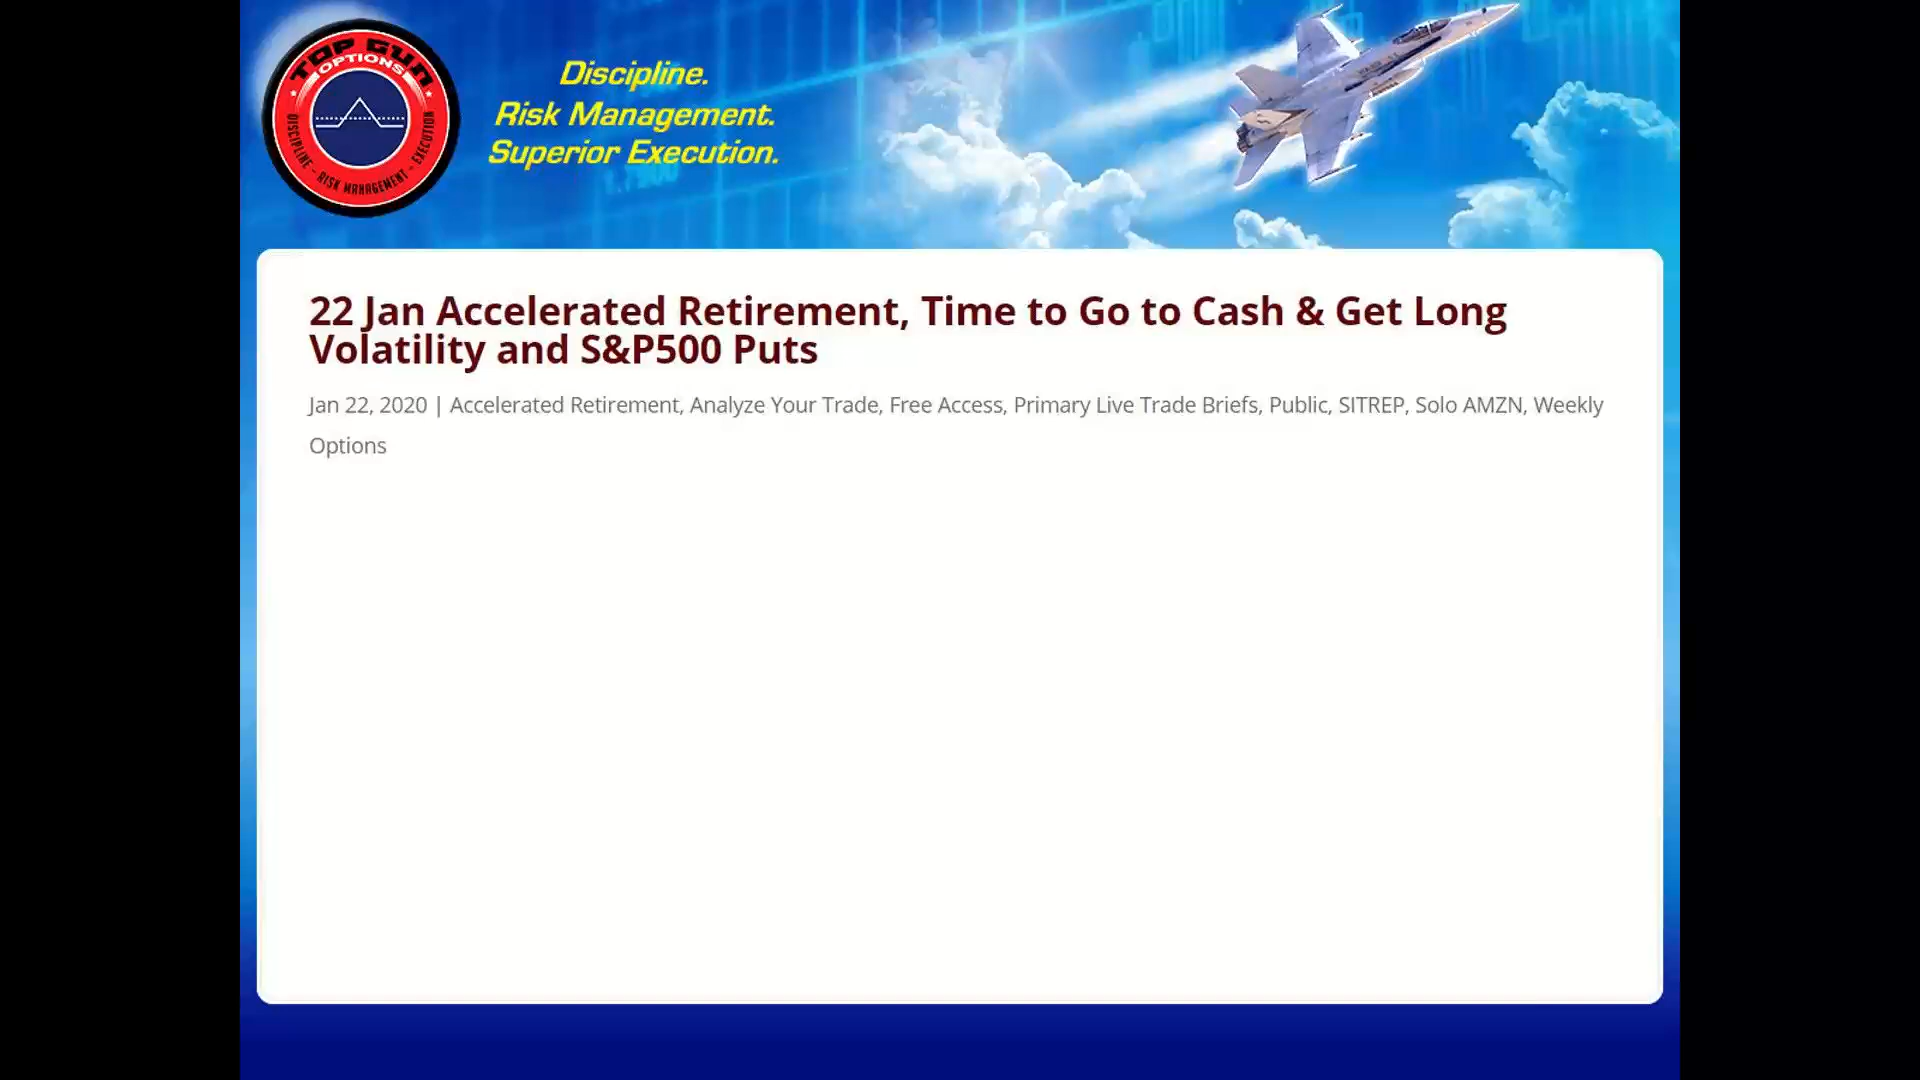 TOP GUN
OPTIONS
DISCIPLINE - RISK MANAGEMENT - EXECUTION
Discipline.
Risk Management.
Superior Execution.
22 Jan Accelerated Retirement, Time to Go to Cash & Get Long
Volatility and S&P500 Puts
Jan 22, 2020 | Accelerated Retirement, Analyze Your Trade, Free Access, Primary Live Trade Briefs, Public, SITREP, Solo AMZN, Weekly
Options